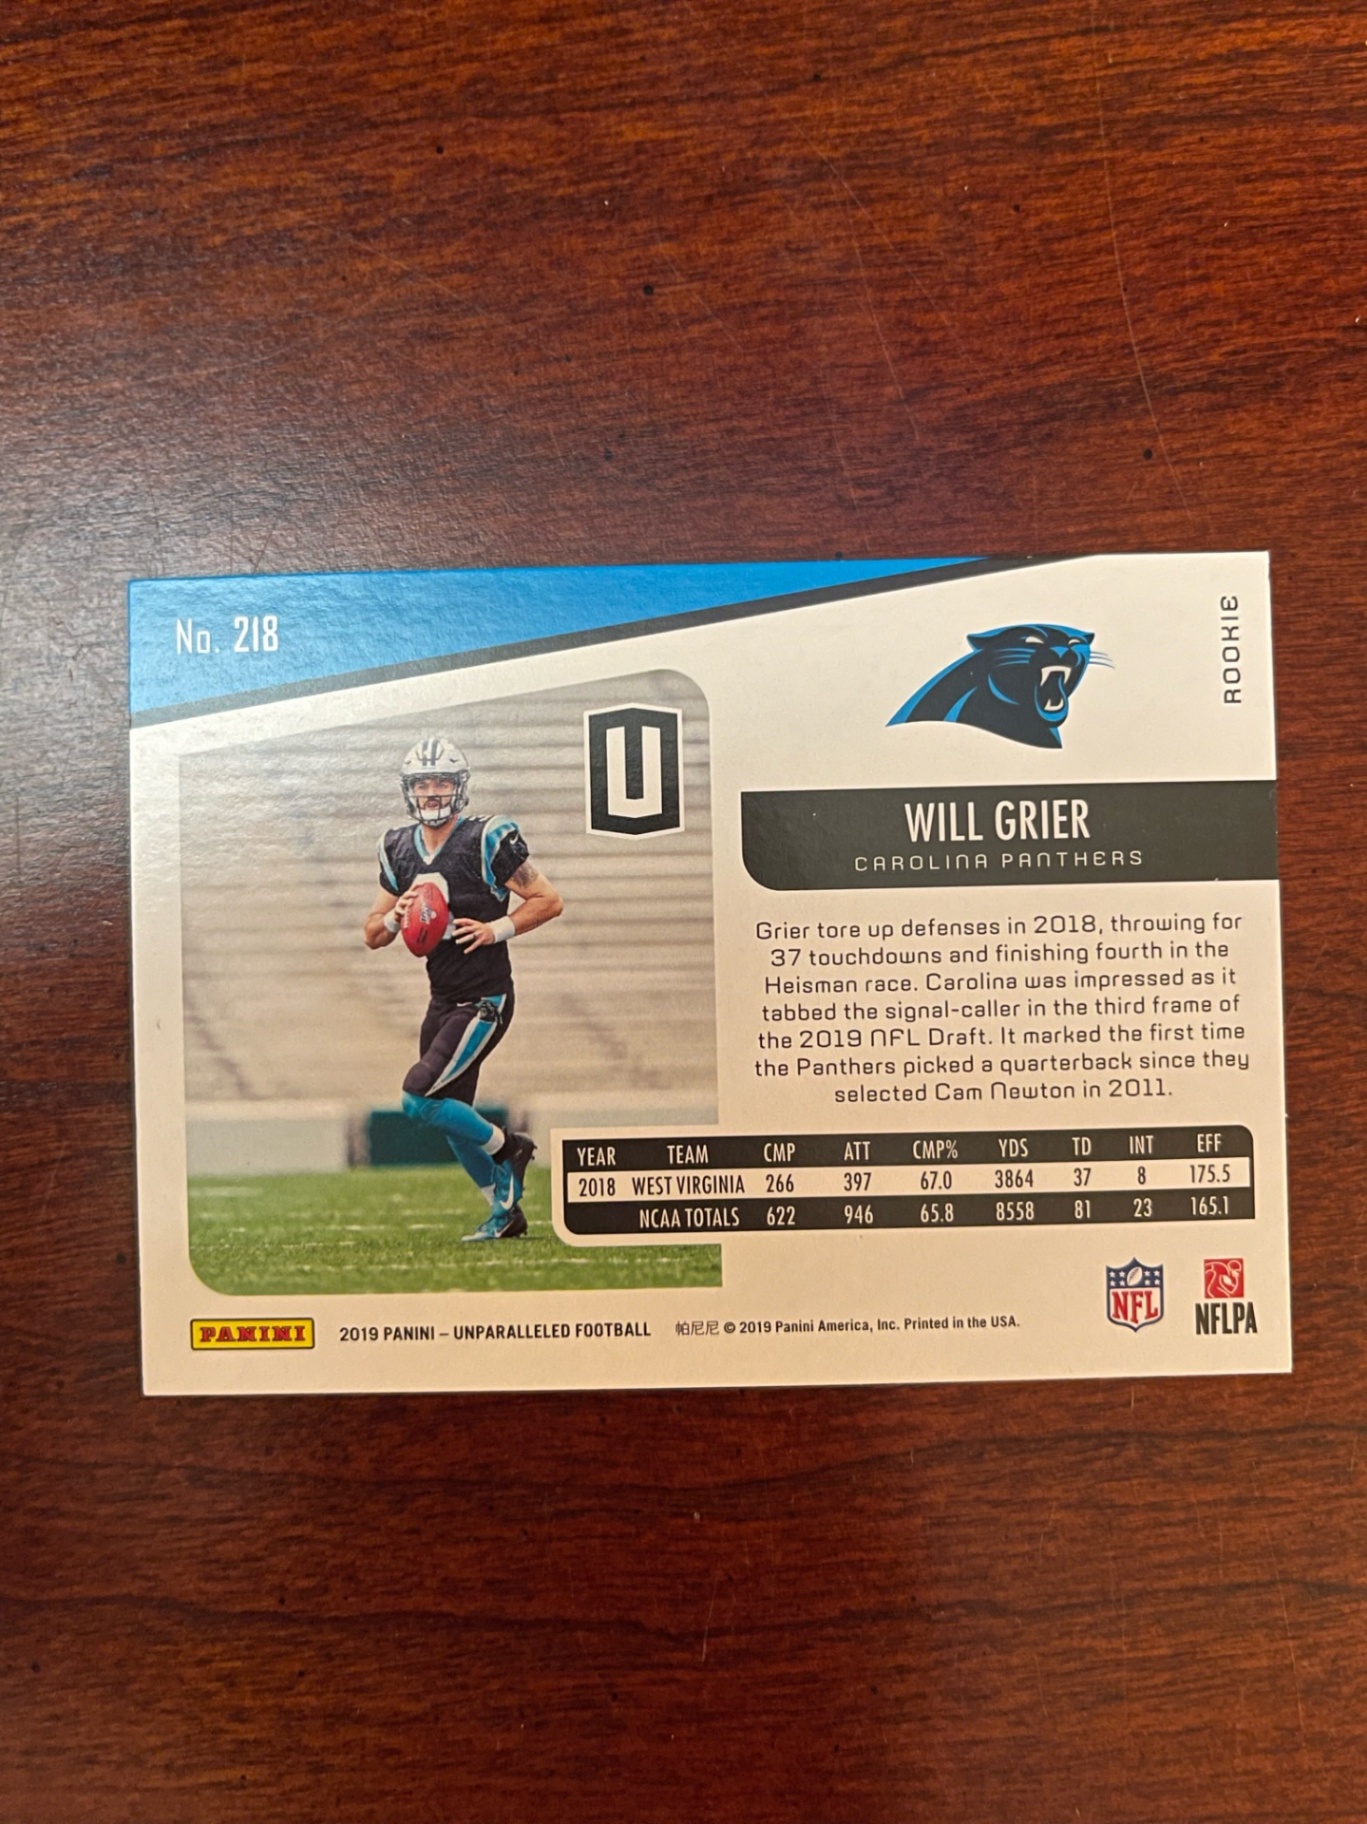 No. 218
ROOKIE
U
WILL GRIER
CAROLINA PANTHERS
Grier tore up defenses in 2018, throwing for
37 touchdowns and finishing fourth in the
Heisman race. Carolina was impressed as it
tabbed the signal-caller in the third frame of
the 2019 NFL Draft. It marked the first time
the Panthers picked a quarterback since they
selected Cam Newton in 2011.
YEAR TEAM CMP ATT CMP% YDS TD INT EFF
2018 WEST VIRGINIA 266 397 67.0 3864 37 8 175.5
NCAA TOTALS 622 946 65.8 8558 81 23 165.1
PANINI 2019 PANINI – UNPARALLELED FOOTBALL 帕尼尼 © 2019 Panini America, Inc. Printed in the USA.
NFL
NFLPA